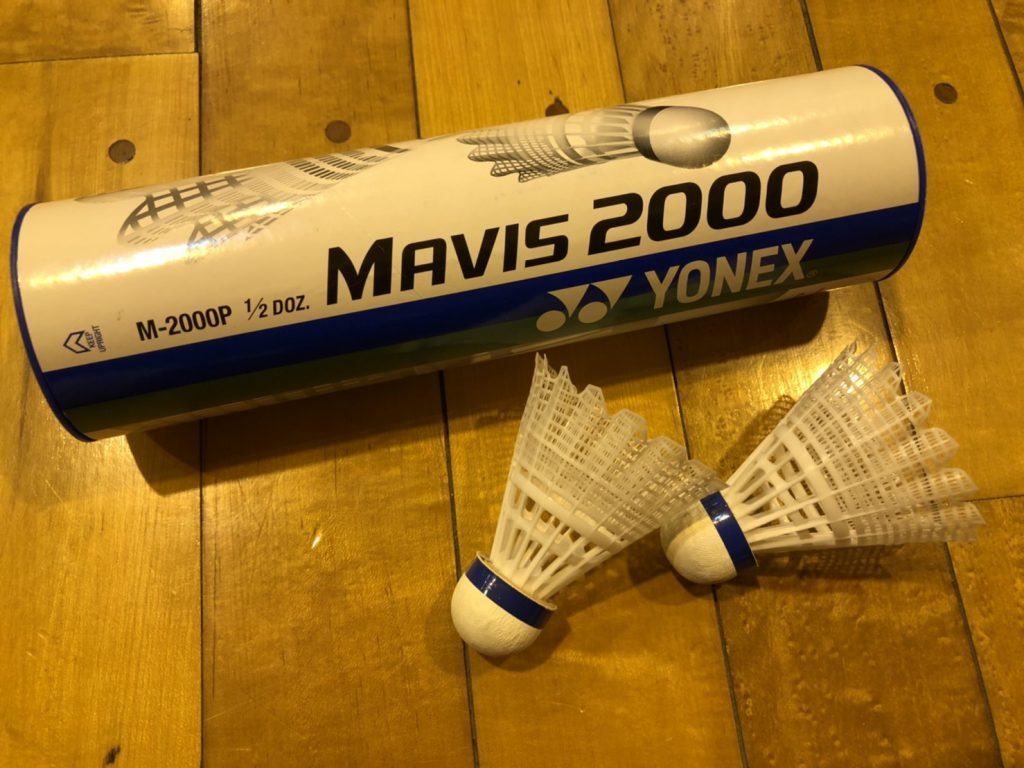 MAVIS 2000
M-2000P 1/2 DOZ.
YONEX®
KEEP
UPRIGHT